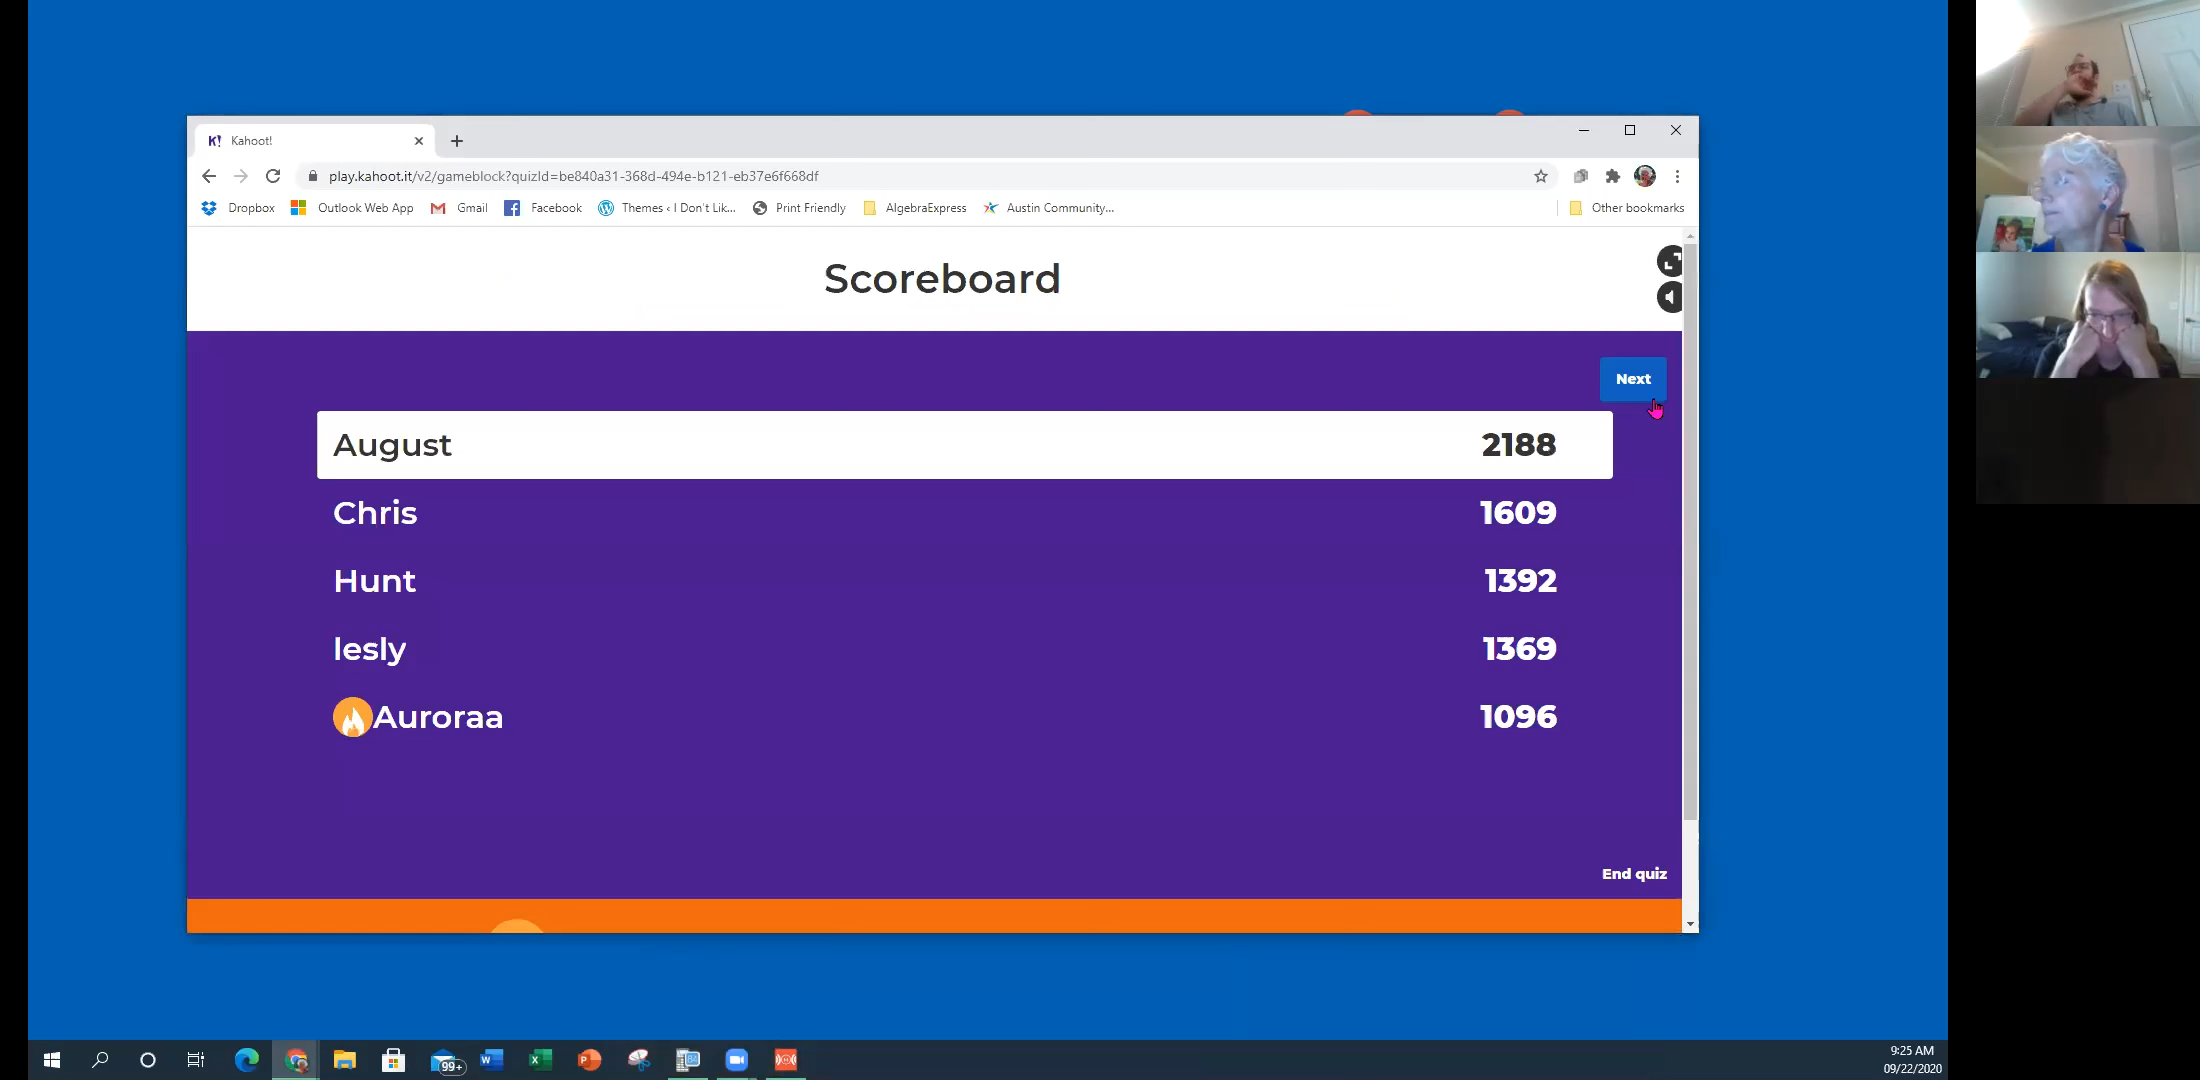 K! Kahoot!
play.kahoot.it/v2/gameblock?quizId=be840a31-368d-494e-b121-eb37e6f668df
Dropbox Outlook Web App Gmail Facebook Themes ‹ I Don't Lik... Print Friendly AlgebraExpress Austin Community... Other bookmarks
Scoreboard
Next
August 2188
Chris 1609
Hunt 1392
lesly 1369
Auroraa 1096
End quiz
99+
9:25 AM
09/22/2020